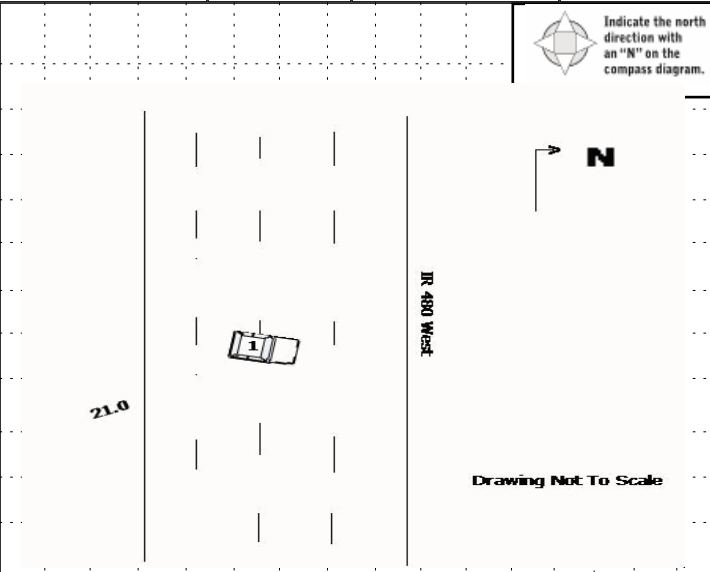 Indicate the north
direction with
an “N” on the
compass diagram.
N
IR 480 West
1
21.0
Drawing Not To Scale